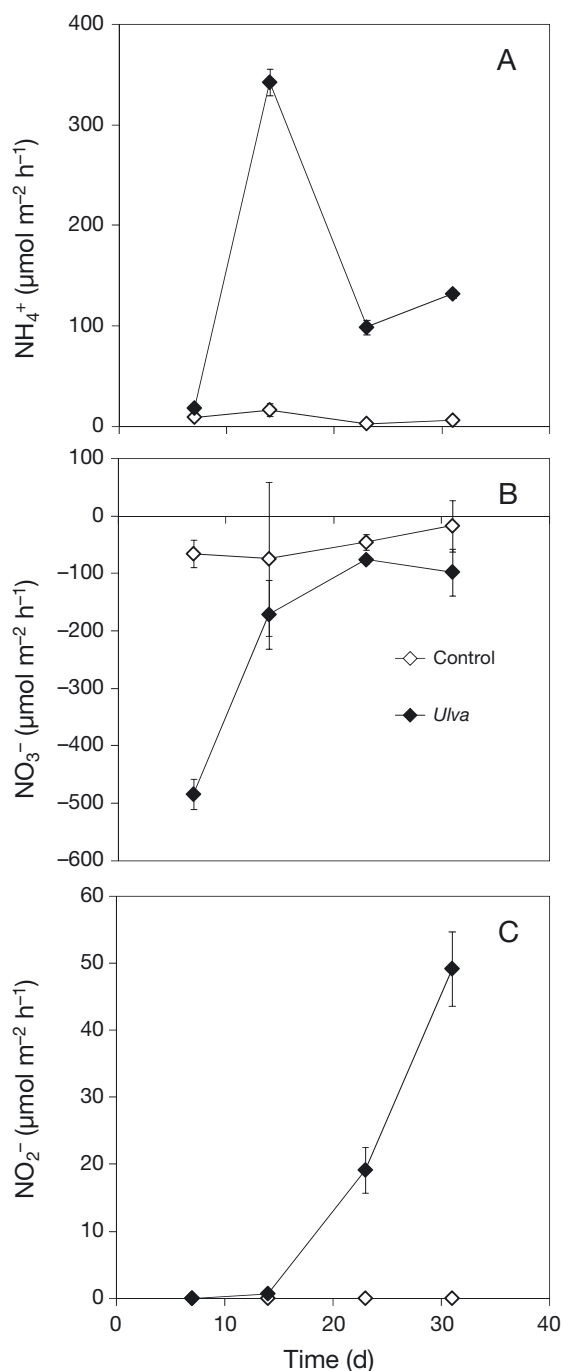 A
NH₄⁺ (µmol m⁻² h⁻¹)
400
300
200
100
0
B
NO₃⁻ (µmol m⁻² h⁻¹)
100
0
–100
–200
–300
–400
–500
–600
Control
Ulva
C
NO₂⁻ (µmol m⁻² h⁻¹)
60
50
40
30
20
10
0
0 10 20 30 40
Time (d)